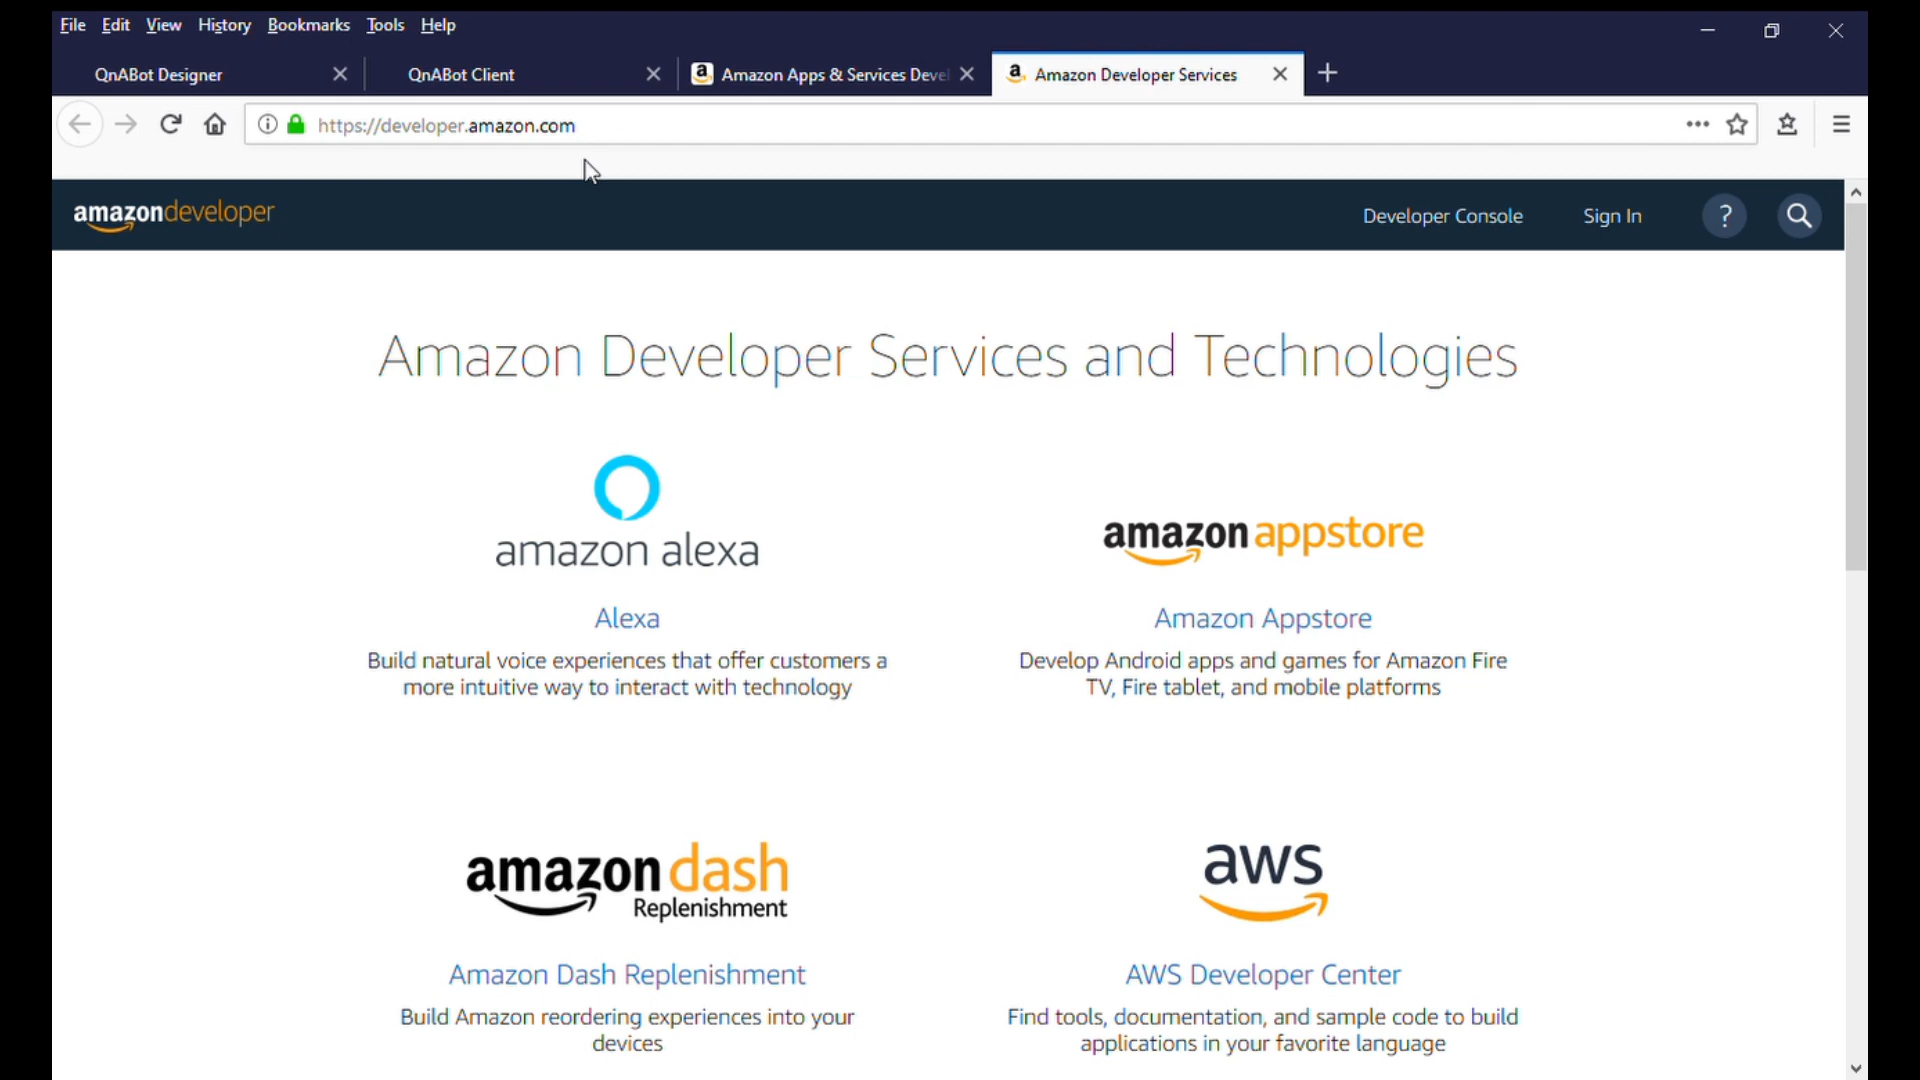 File Edit View History Bookmarks Tools Help
QnABot Designer QnABot Client Amazon Apps & Services Devel Amazon Developer Services
https://developer.amazon.com
amazondeveloper Developer Console Sign In ?
Amazon Developer Services and Technologies
amazon alexa
amazon appstore
Alexa
Build natural voice experiences that offer customers a
more intuitive way to interact with technology
Amazon Appstore
Develop Android apps and games for Amazon Fire
TV, Fire tablet, and mobile platforms
amazon dash
Replenishment
aws
Amazon Dash Replenishment
Build Amazon reordering experiences into your
devices
AWS Developer Center
Find tools, documentation, and sample code to build
applications in your favorite language